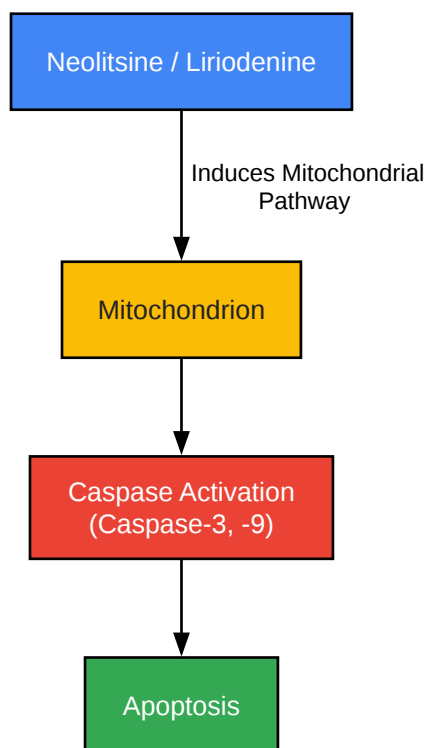 Neolitsine / Liriodenine
Induces Mitochondrial
Pathway
Mitochondrion
Caspase Activation
(Caspase-3, -9)
Apoptosis